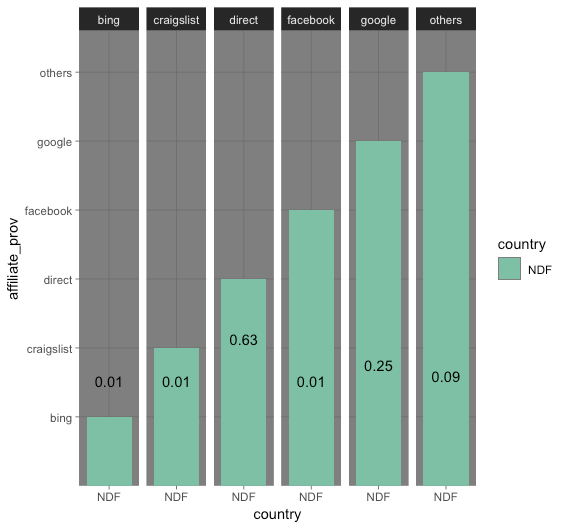 bing craigslist direct facebook google others
others
google
facebook
direct
craigslist
bing
affiliate_prov
0.01 0.01 0.63 0.01 0.25 0.09
NDF NDF NDF NDF NDF NDF
country
country
NDF